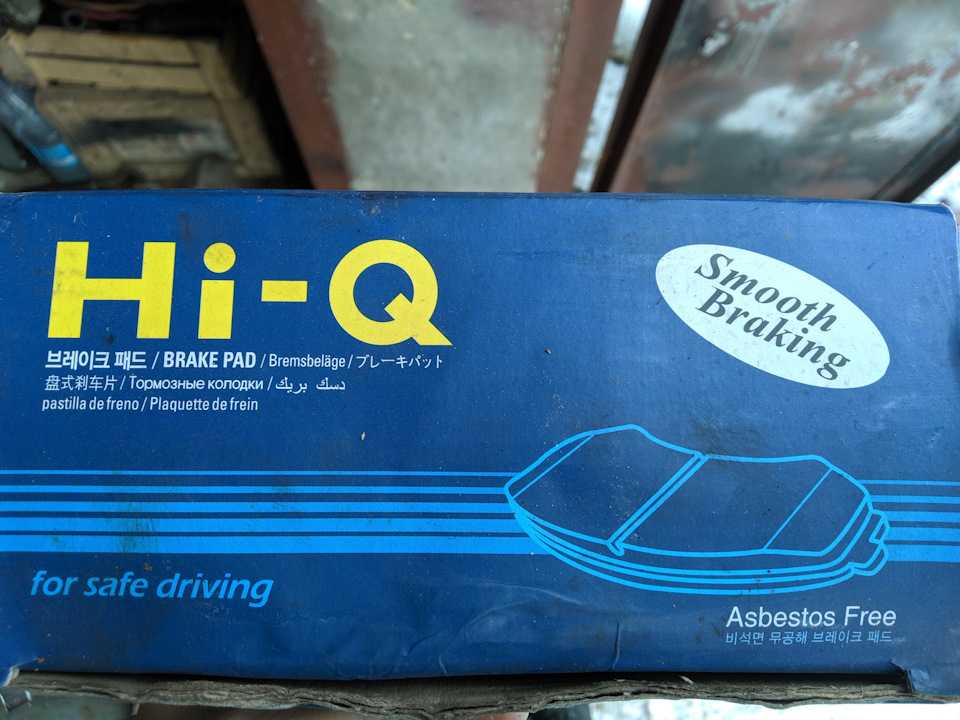 Hi-Q
Smooth
Braking
브레이크 패드 / BRAKE PAD / Bremsbeläge / ブレーキパット
盘式刹车片 / Тормозные колодки / دسك بريك
pastilla de freno / Plaquette de frein
for safe driving
Asbestos Free
비석면 무공해 브레이크 패드